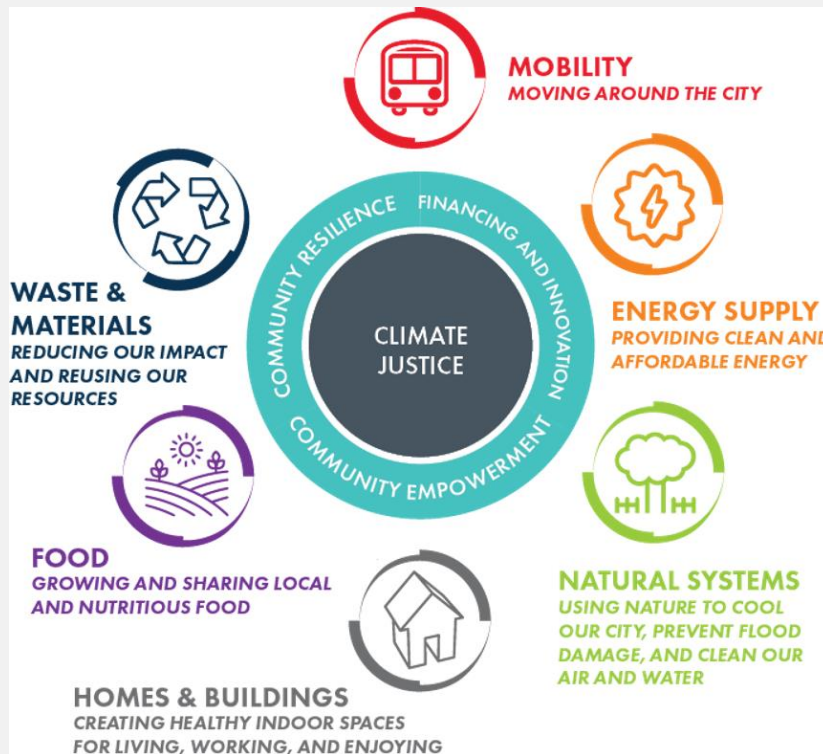 MOBILITY
MOVING AROUND THE CITY
COMMUNITY RESILIENCE
FINANCING AND INNOVATION
COMMUNITY EMPOWERMENT
CLIMATE
JUSTICE
WASTE &
MATERIALS
REDUCING OUR IMPACT
AND REUSING OUR
RESOURCES
ENERGY SUPPLY
PROVIDING CLEAN AND
AFFORDABLE ENERGY
FOOD
GROWING AND SHARING LOCAL
AND NUTRITIOUS FOOD
NATURAL SYSTEMS
USING NATURE TO COOL
OUR CITY, PREVENT FLOOD
DAMAGE, AND CLEAN OUR
AIR AND WATER
HOMES & BUILDINGS
CREATING HEALTHY INDOOR SPACES
FOR LIVING, WORKING, AND ENJOYING